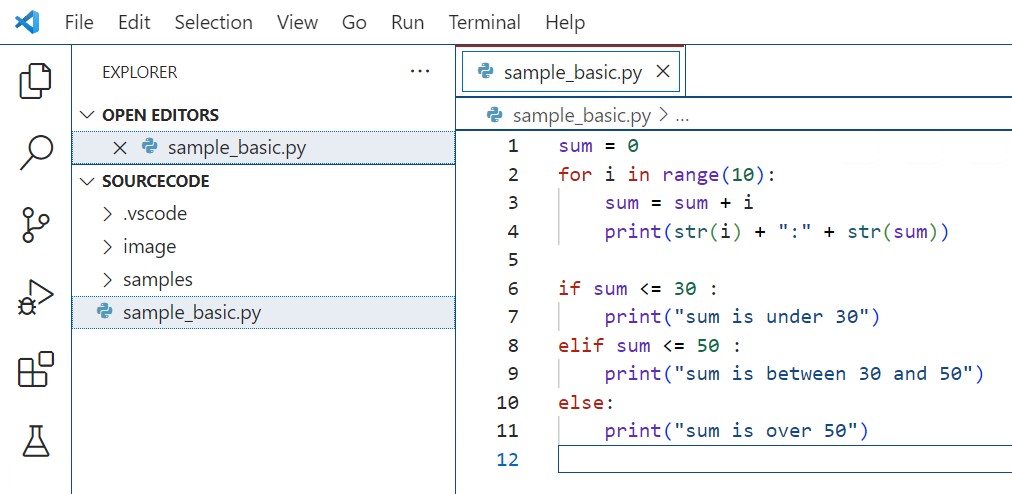 File Edit Selection View Go Run Terminal Help
EXPLORER ...
OPEN EDITORS
sample_basic.py
SOURCECODE
.vscode
image
samples
sample_basic.py
sample_basic.py
sample_basic.py > ...
1 sum = 0
2 for i in range(10):
3     sum = sum + i
4     print(str(i) + ":" + str(sum))
5
6 if sum <= 30 :
7     print("sum is under 30")
8 elif sum <= 50 :
9     print("sum is between 30 and 50")
10 else:
11     print("sum is over 50")
12